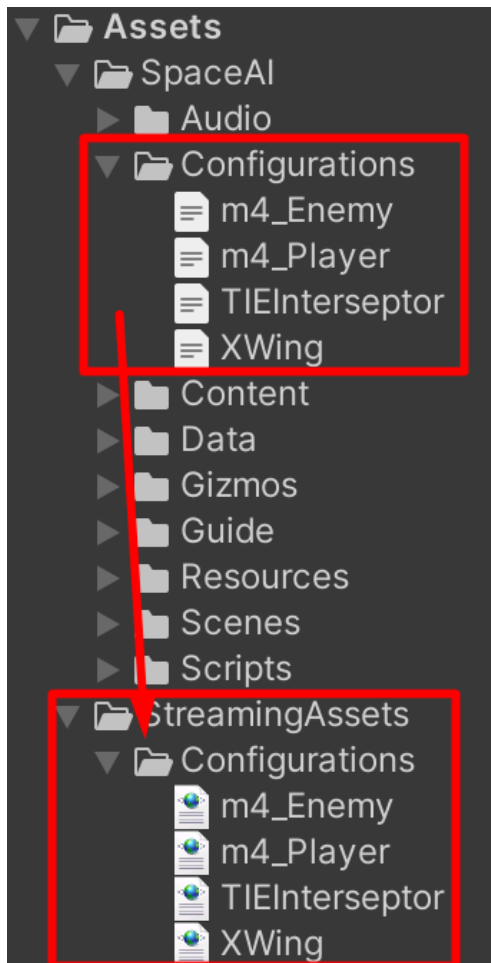 Assets
SpaceAI
Audio
Configurations
m4_Enemy
m4_Player
TIEInterseptor
XWing
Content
Data
Gizmos
Guide
Resources
Scenes
Scripts
StreamingAssets
Configurations
m4_Enemy
m4_Player
TIEInterseptor
XWing